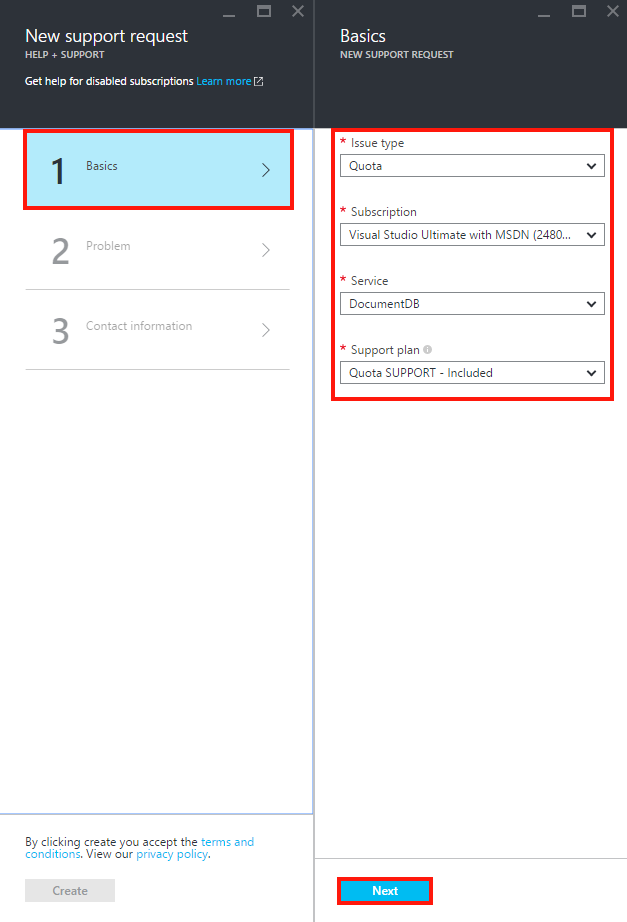 New support request
HELP + SUPPORT
Get help for disabled subscriptions Learn more
1 Basics
2 Problem
3 Contact information
By clicking create you accept the terms and
conditions. View our privacy policy.
Create
Basics
NEW SUPPORT REQUEST
* Issue type
Quota
* Subscription
Visual Studio Ultimate with MSDN (2480...
* Service
DocumentDB
* Support plan
Quota SUPPORT - Included
Next